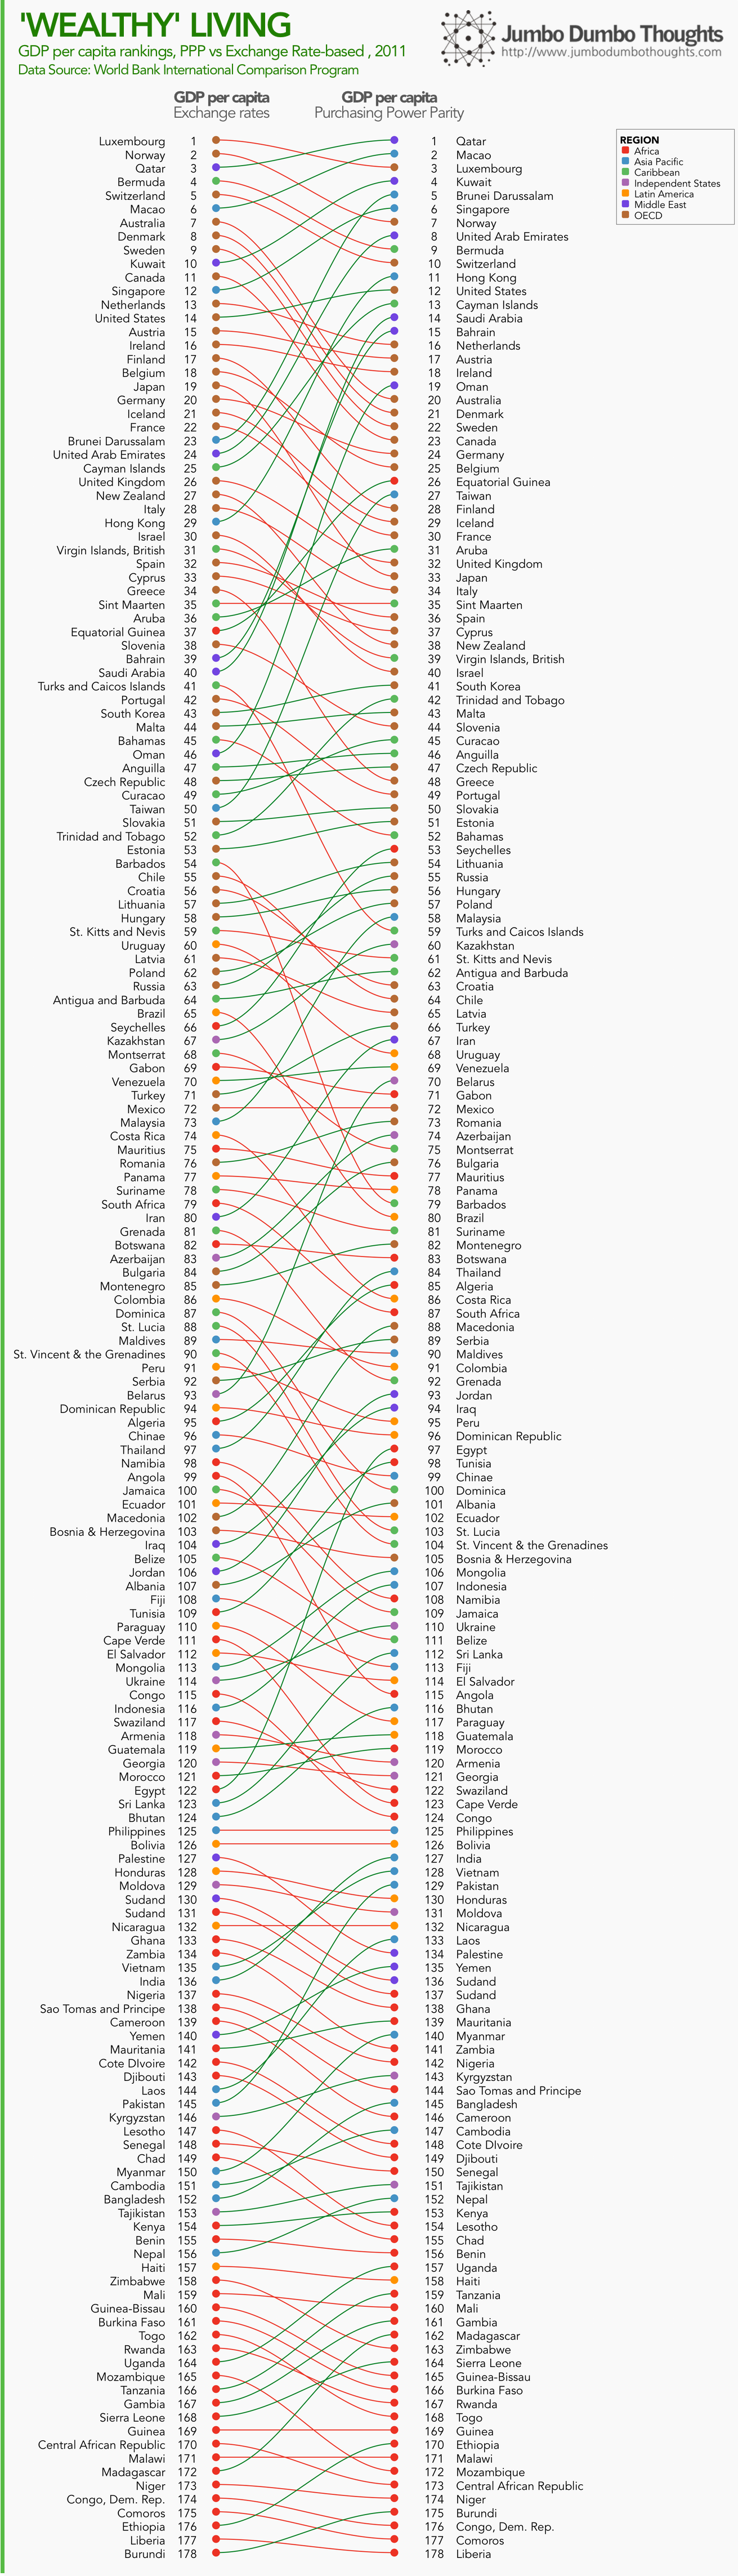 'WEALTHY' LIVING
GDP per capita rankings, PPP vs Exchange Rate-based , 2011
Data Source: World Bank International Comparison Program
Jumbo Dumbo Thoughts
http://www.jumbodumbothoughts.com
GDP per capita GDP per capita
Exchange rates Purchasing Power Parity
REGION
Africa
Asia Pacific
Caribbean
Independent States
Latin America
Middle East
OECD
Luxembourg 1 1 Qatar
Norway 2 2 Macao
Qatar 3 3 Luxembourg
Bermuda 4 4 Kuwait
Switzerland 5 5 Brunei Darussalam
Macao 6 6 Singapore
Australia 7 7 Norway
Denmark 8 8 United Arab Emirates
Sweden 9 9 Bermuda
Kuwait 10 10 Switzerland
Canada 11 11 Hong Kong
Singapore 12 12 United States
Netherlands 13 13 Cayman Islands
United States 14 14 Saudi Arabia
Austria 15 15 Bahrain
Ireland 16 16 Netherlands
Finland 17 17 Austria
Belgium 18 18 Ireland
Japan 19 19 Oman
Germany 20 20 Australia
Iceland 21 21 Denmark
France 22 22 Sweden
Brunei Darussalam 23 23 Canada
United Arab Emirates 24 24 Germany
Cayman Islands 25 25 Belgium
United Kingdom 26 26 Equatorial Guinea
New Zealand 27 27 Taiwan
Italy 28 28 Finland
Hong Kong 29 29 Iceland
Israel 30 30 France
Virgin Islands, British 31 31 Aruba
Spain 32 32 United Kingdom
Cyprus 33 33 Japan
Greece 34 34 Italy
Sint Maarten 35 35 Sint Maarten
Aruba 36 36 Spain
Equatorial Guinea 37 37 Cyprus
Slovenia 38 38 New Zealand
Bahrain 39 39 Virgin Islands, British
Saudi Arabia 40 40 Israel
Turks and Caicos Islands 41 41 South Korea
Portugal 42 42 Trinidad and Tobago
South Korea 43 43 Malta
Malta 44 44 Slovenia
Bahamas 45 45 Curacao
Oman 46 46 Anguilla
Anguilla 47 47 Czech Republic
Czech Republic 48 48 Greece
Curacao 49 49 Portugal
Taiwan 50 50 Slovakia
Slovakia 51 51 Estonia
Trinidad and Tobago 52 52 Bahamas
Estonia 53 53 Seychelles
Barbados 54 54 Lithuania
Chile 55 55 Russia
Croatia 56 56 Hungary
Lithuania 57 57 Poland
Hungary 58 58 Malaysia
St. Kitts and Nevis 59 59 Turks and Caicos Islands
Uruguay 60 60 Kazakhstan
Latvia 61 61 St. Kitts and Nevis
Poland 62 62 Antigua and Barbuda
Russia 63 63 Croatia
Antigua and Barbuda 64 64 Chile
Brazil 65 65 Latvia
Seychelles 66 66 Turkey
Kazakhstan 67 67 Iran
Montserrat 68 68 Uruguay
Gabon 69 69 Venezuela
Venezuela 70 70 Belarus
Turkey 71 71 Gabon
Mexico 72 72 Mexico
Malaysia 73 73 Romania
Costa Rica 74 74 Azerbaijan
Mauritius 75 75 Montserrat
Romania 76 76 Bulgaria
Panama 77 77 Mauritius
Suriname 78 78 Panama
South Africa 79 79 Barbados
Iran 80 80 Brazil
Grenada 81 81 Suriname
Botswana 82 82 Montenegro
Azerbaijan 83 83 Botswana
Bulgaria 84 84 Thailand
Montenegro 85 85 Algeria
Colombia 86 86 Costa Rica
Dominica 87 87 South Africa
St. Lucia 88 88 Macedonia
Maldives 89 89 Serbia
St. Vincent & the Grenadines 90 90 Maldives
Peru 91 91 Colombia
Serbia 92 92 Grenada
Belarus 93 93 Jordan
Dominican Republic 94 94 Iraq
Algeria 95 95 Peru
Chinae 96 96 Dominican Republic
Thailand 97 97 Egypt
Namibia 98 98 Tunisia
Angola 99 99 Chinae
Jamaica 100 100 Dominica
Ecuador 101 101 Albania
Macedonia 102 102 Ecuador
Bosnia & Herzegovina 103 103 St. Lucia
Iraq 104 104 St. Vincent & the Grenadines
Belize 105 105 Bosnia & Herzegovina
Jordan 106 106 Mongolia
Albania 107 107 Indonesia
Fiji 108 108 Namibia
Tunisia 109 109 Jamaica
Paraguay 110 110 Ukraine
Cape Verde 111 111 Belize
El Salvador 112 112 Sri Lanka
Mongolia 113 113 Fiji
Ukraine 114 114 El Salvador
Congo 115 115 Angola
Indonesia 116 116 Bhutan
Swaziland 117 117 Paraguay
Armenia 118 118 Guatemala
Guatemala 119 119 Morocco
Georgia 120 120 Armenia
Morocco 121 121 Georgia
Egypt 122 122 Swaziland
Sri Lanka 123 123 Cape Verde
Bhutan 124 124 Congo
Philippines 125 125 Philippines
Bolivia 126 126 Bolivia
Palestine 127 127 India
Honduras 128 128 Vietnam
Moldova 129 129 Pakistan
Sudand 130 130 Honduras
Sudand 131 131 Moldova
Nicaragua 132 132 Nicaragua
Ghana 133 133 Laos
Zambia 134 134 Palestine
Vietnam 135 135 Yemen
India 136 136 Sudand
Nigeria 137 137 Sudand
Sao Tomas and Principe 138 138 Ghana
Cameroon 139 139 Mauritania
Yemen 140 140 Myanmar
Mauritania 141 141 Zambia
Cote DIvoire 142 142 Nigeria
Djibouti 143 143 Kyrgyzstan
Laos 144 144 Sao Tomas and Principe
Pakistan 145 145 Bangladesh
Kyrgyzstan 146 146 Cameroon
Lesotho 147 147 Cambodia
Senegal 148 148 Cote DIvoire
Chad 149 149 Djibouti
Myanmar 150 150 Senegal
Cambodia 151 151 Tajikistan
Bangladesh 152 152 Nepal
Tajikistan 153 153 Kenya
Kenya 154 154 Lesotho
Benin 155 155 Chad
Nepal 156 156 Benin
Haiti 157 157 Uganda
Zimbabwe 158 158 Haiti
Mali 159 159 Tanzania
Guinea-Bissau 160 160 Mali
Burkina Faso 161 161 Gambia
Togo 162 162 Madagascar
Rwanda 163 163 Zimbabwe
Uganda 164 164 Sierra Leone
Mozambique 165 165 Guinea-Bissau
Tanzania 166 166 Burkina Faso
Gambia 167 167 Rwanda
Sierra Leone 168 168 Togo
Guinea 169 169 Guinea
Central African Republic 170 170 Ethiopia
Malawi 171 171 Malawi
Madagascar 172 172 Mozambique
Niger 173 173 Central African Republic
Congo, Dem. Rep. 174 174 Niger
Comoros 175 175 Burundi
Ethiopia 176 176 Congo, Dem. Rep.
Liberia 177 177 Comoros
Burundi 178 178 Liberia